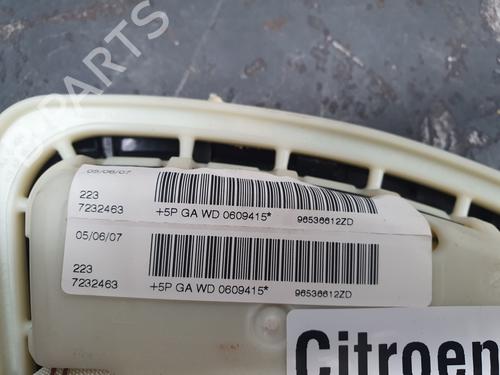 PARTS
05/06/07
223
7232463
+5P GA WD 0609415*
96536612ZD
05/06/07
223
7232463
+5P GA WD 0609415*
96536612ZD
Citroen